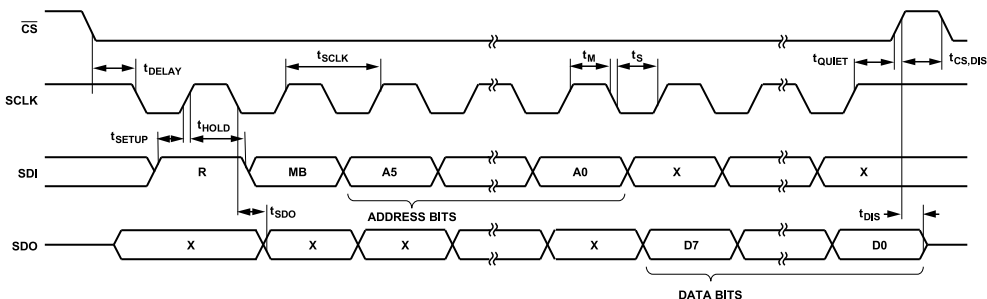 CS
tDELAY
tSCLK
tM
tS
tQUIET
tCS,DIS
SCLK
tSETUP
tHOLD
SDI
R
MB
A5
A0
X
X
tSDO
ADDRESS BITS
tDIS
SDO
X
X
X
X
D7
D0
DATA BITS